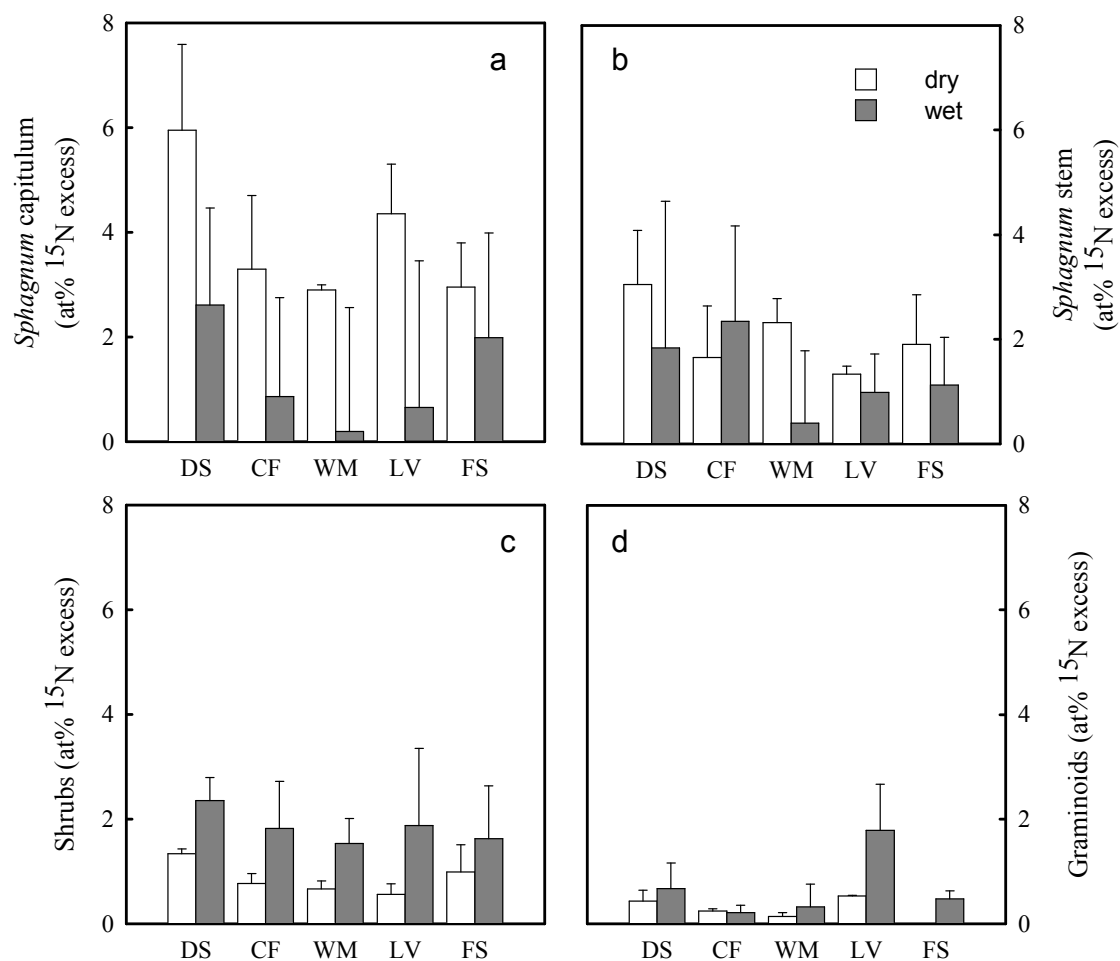 8
6
4
2
0
Sphagnum capitulum
(at% 15N excess)
a
DS CF WM LV FS
b
dry
wet
8
6
4
2
0
Sphagnum stem
(at% 15N excess)
DS CF WM LV FS
8
6
4
2
0
Shrubs (at% 15N excess)
c
DS CF WM LV FS
d
8
6
4
2
0
Graminoids (at% 15N excess)
DS CF WM LV FS